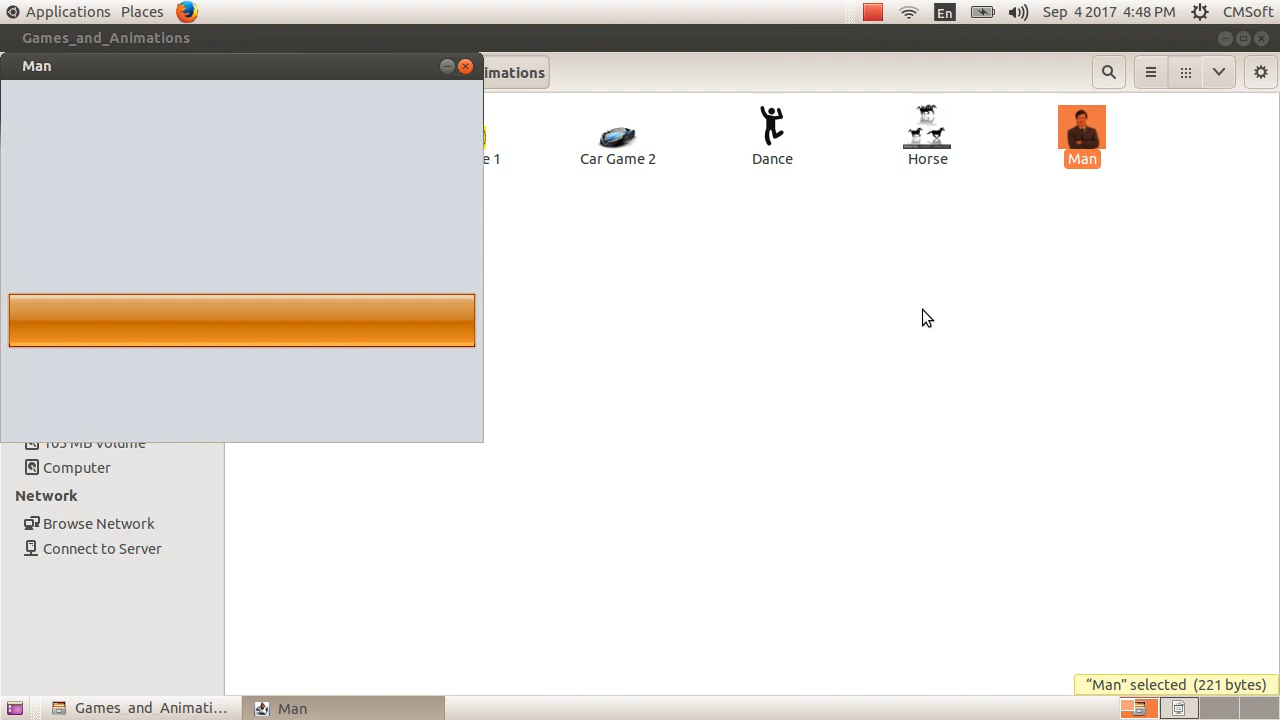 Applications Places En Sep 4 2017 4:48 PM CMSoft
Games_and_Animations
Man
imations
e 1
Car Game 2
Dance
Horse
Man
Computer
Network
Browse Network
Connect to Server
"Man" selected (221 bytes)
Games_and_Animati...
Man